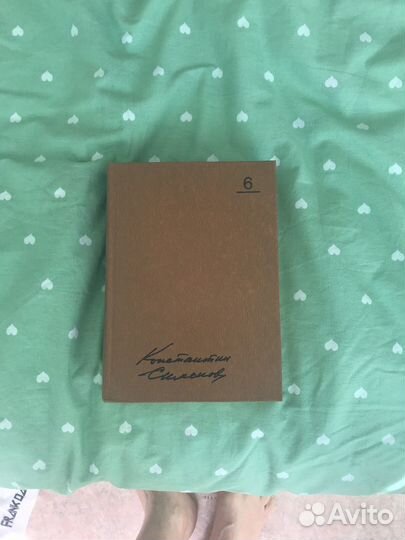 6
Константин
Симонов
Avito